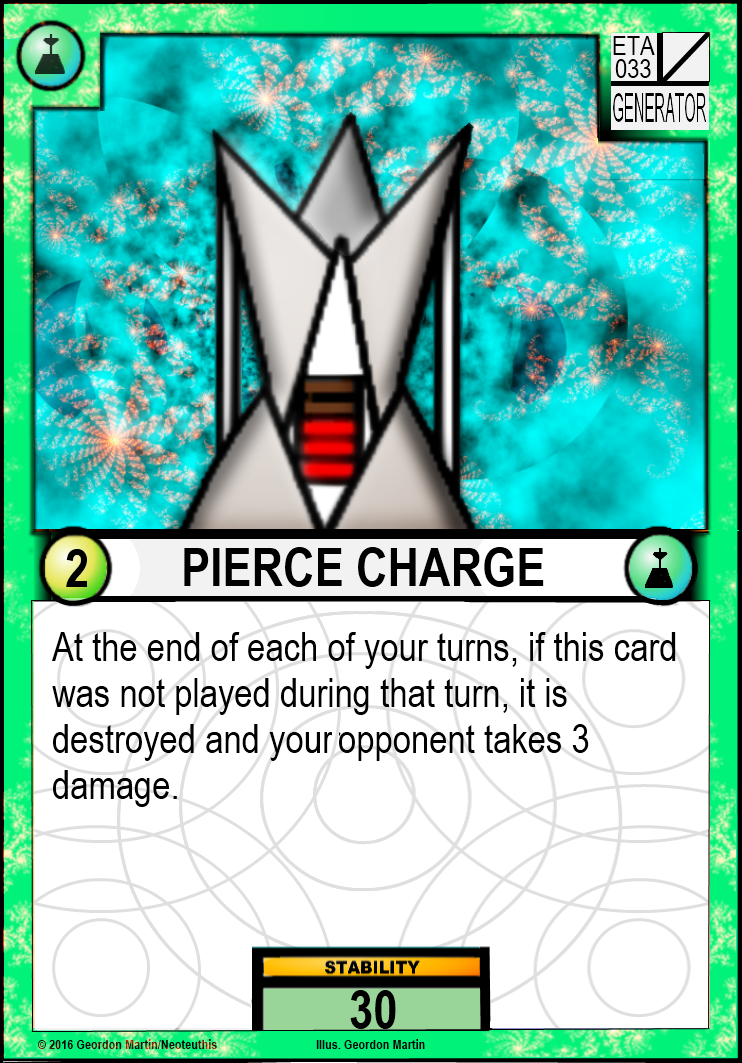 ETA
033
GENERATOR
2
PIERCE CHARGE
At the end of each of your turns, if this card
was not played during that turn, it is
destroyed and your opponent takes 3
damage.
STABILITY
30
© 2016 Geordon Martin/Neoteuthis
Illus. Geordon Martin